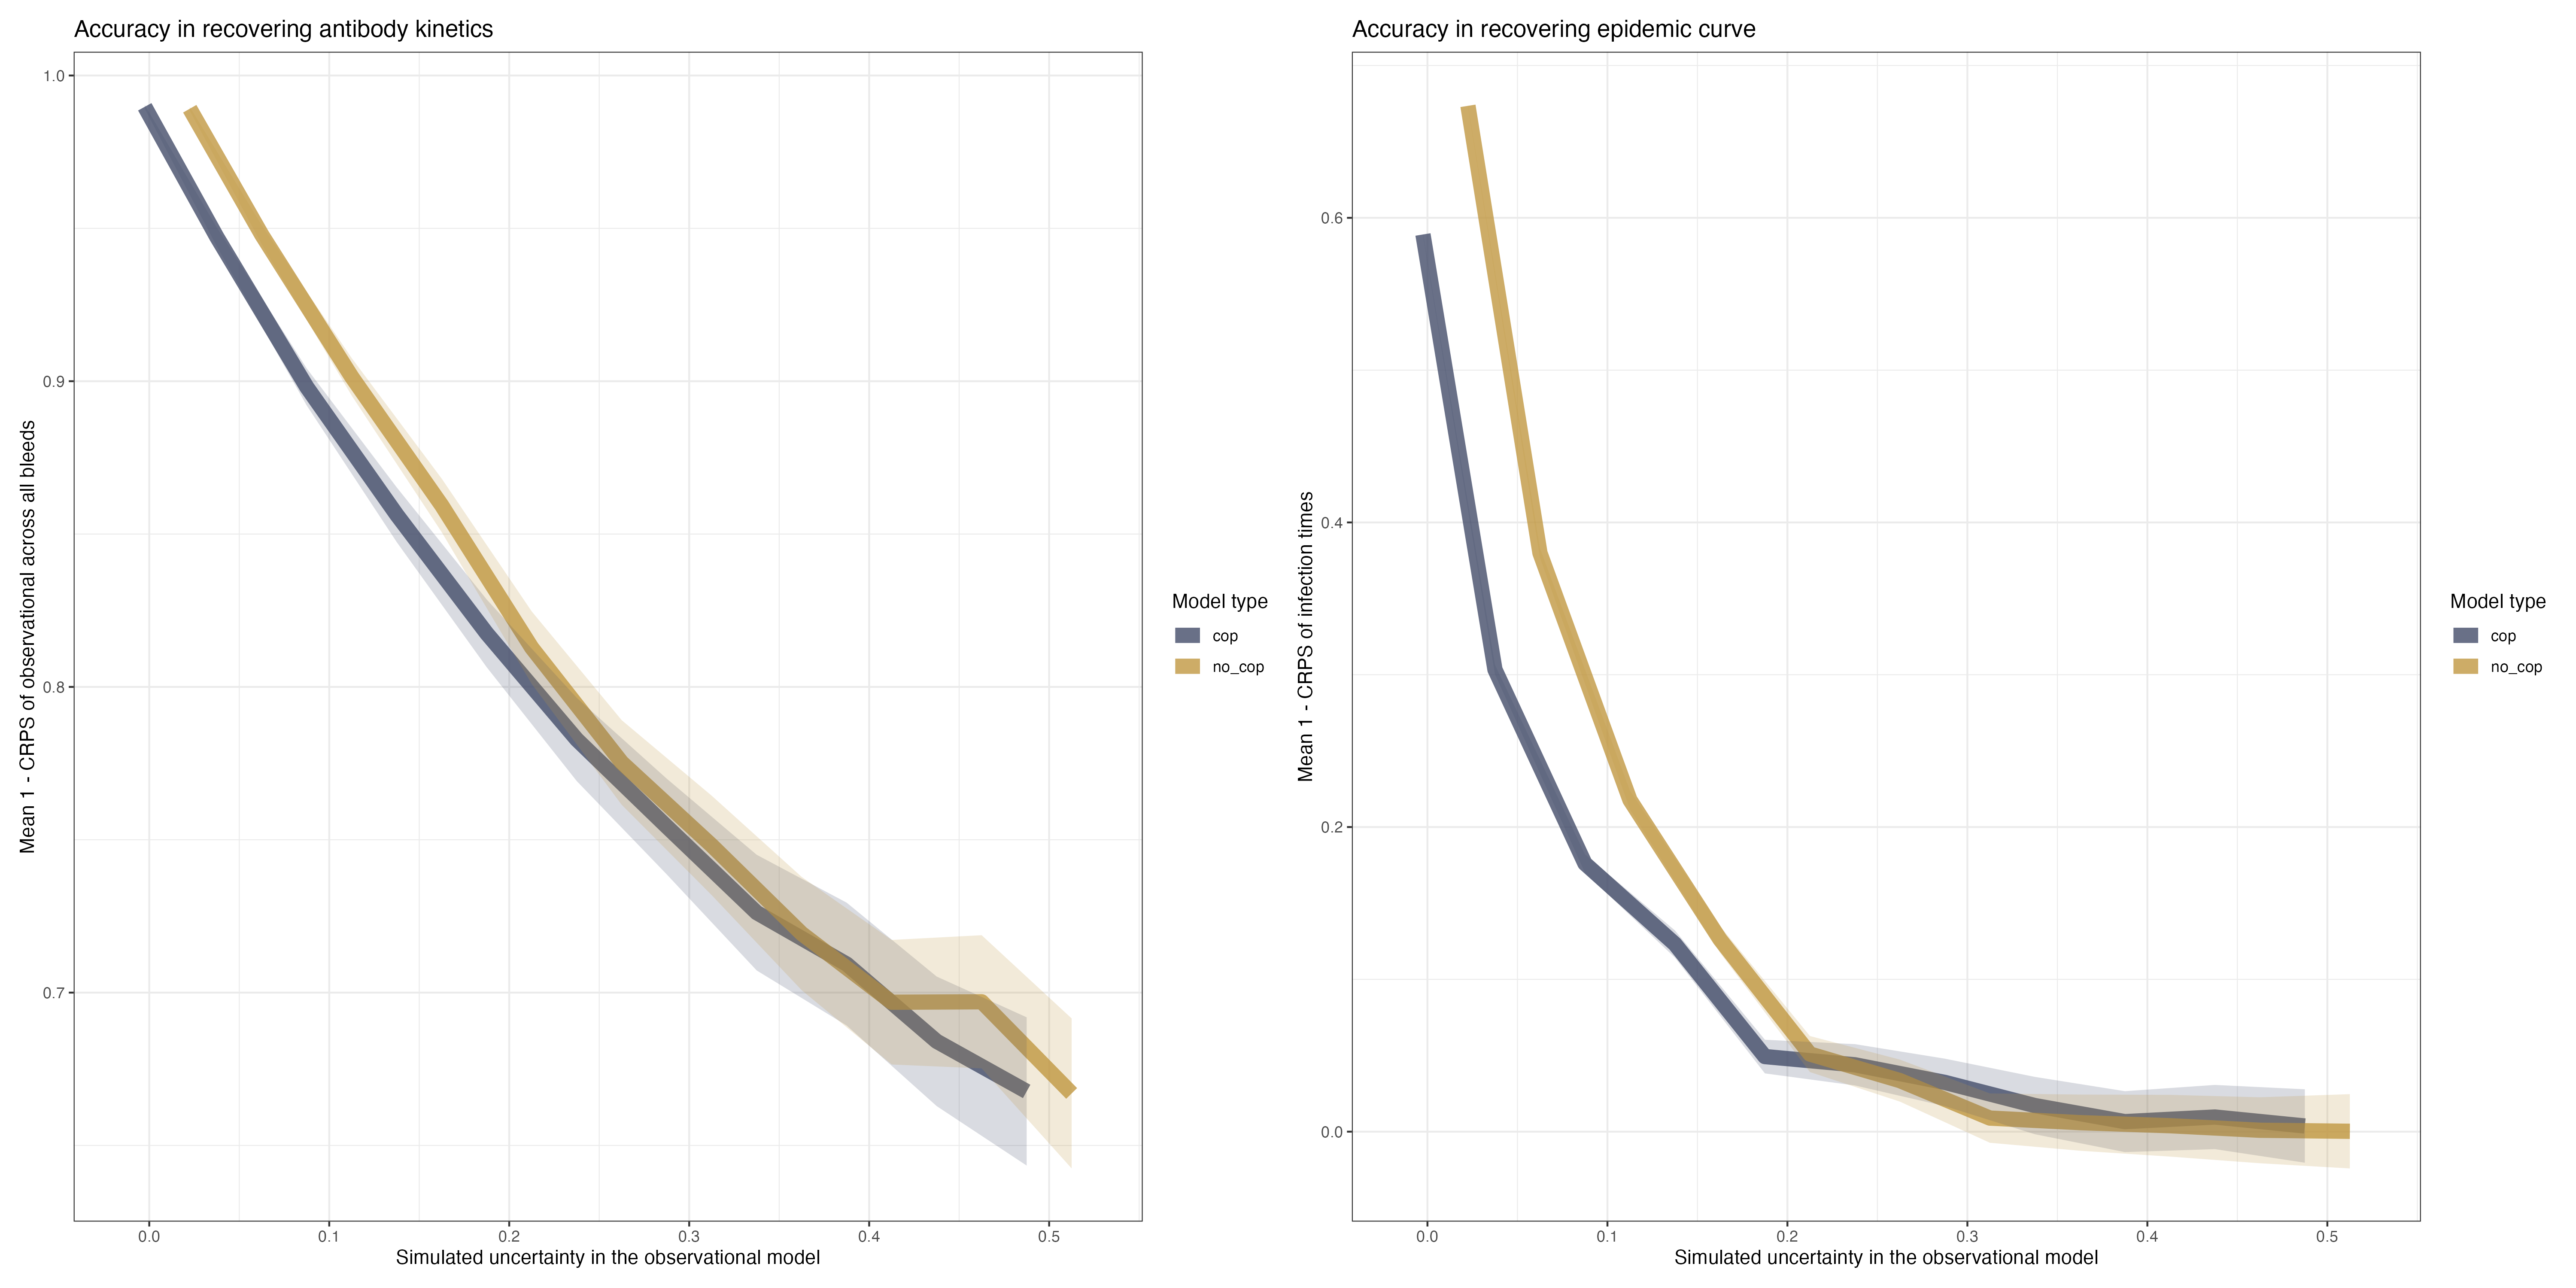 Accuracy in recovering antibody kinetics
Mean 1 - CRPS of observational across all bleeds
1.0
0.9
0.8
0.7
0.0 0.1 0.2 0.3 0.4 0.5
Simulated uncertainty in the observational model
Model type
cop
no_cop
Accuracy in recovering epidemic curve
Mean 1 - CRPS of infection times
0.6
0.4
0.2
0.0
0.0 0.1 0.2 0.3 0.4 0.5
Simulated uncertainty in the observational model
Model type
cop
no_cop